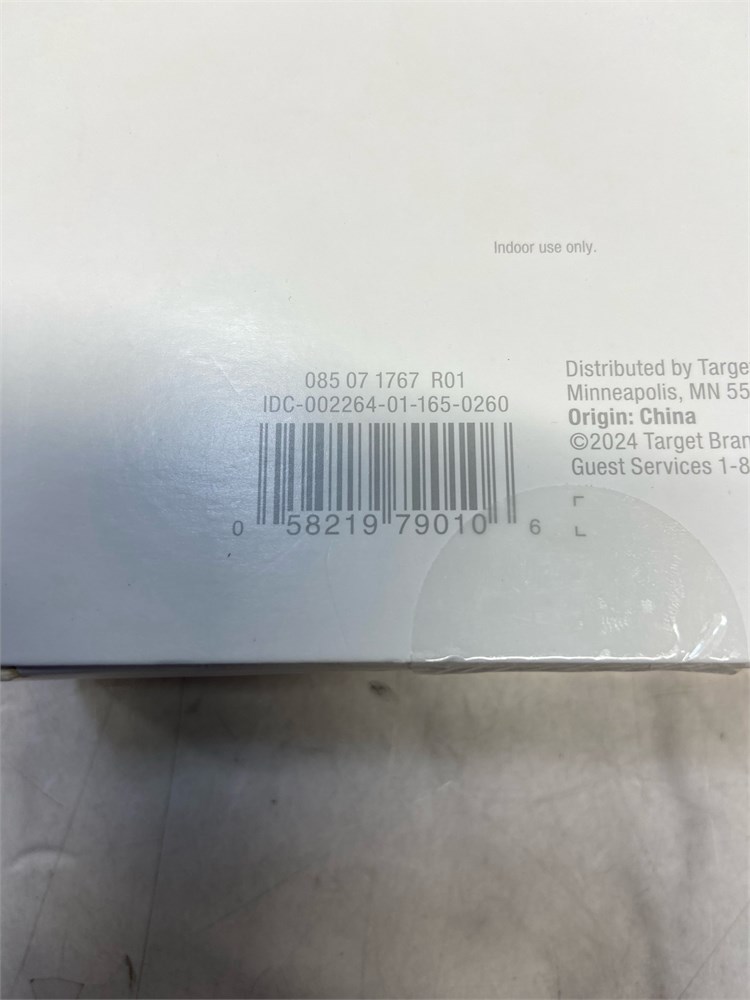 Indoor use only.
085 07 1767 R01
IDC-002264-01-165-0260
0 58219 79010 6
Distributed by Targe
Minneapolis, MN 55
Origin: China
©2024 Target Bran
Guest Services 1-8